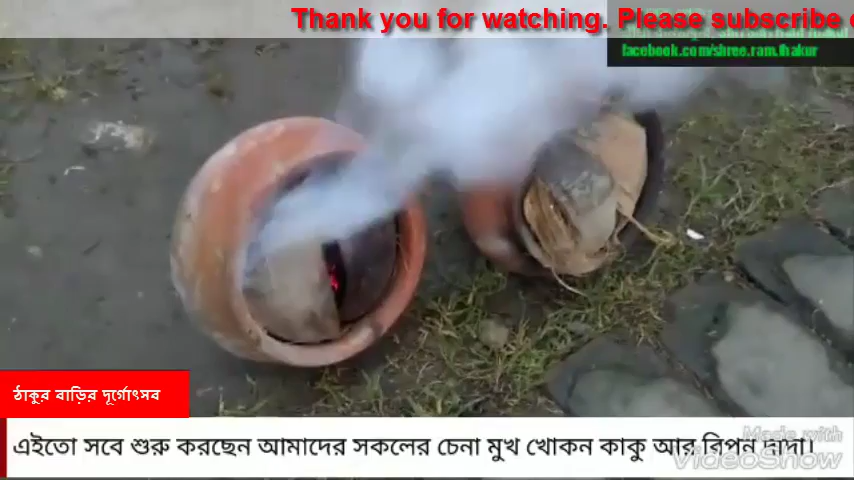 Thank you for watching. Please subscribe
facebook.com/shree.ram.thakur
ঠাকুর বাড়ির দূর্গোৎসব
এইতো সবে শুরু করছেন আমাদের সকলের চেনা মুখ খোকন কাকু আর রিপন দাদা।
Made with
VideoShow